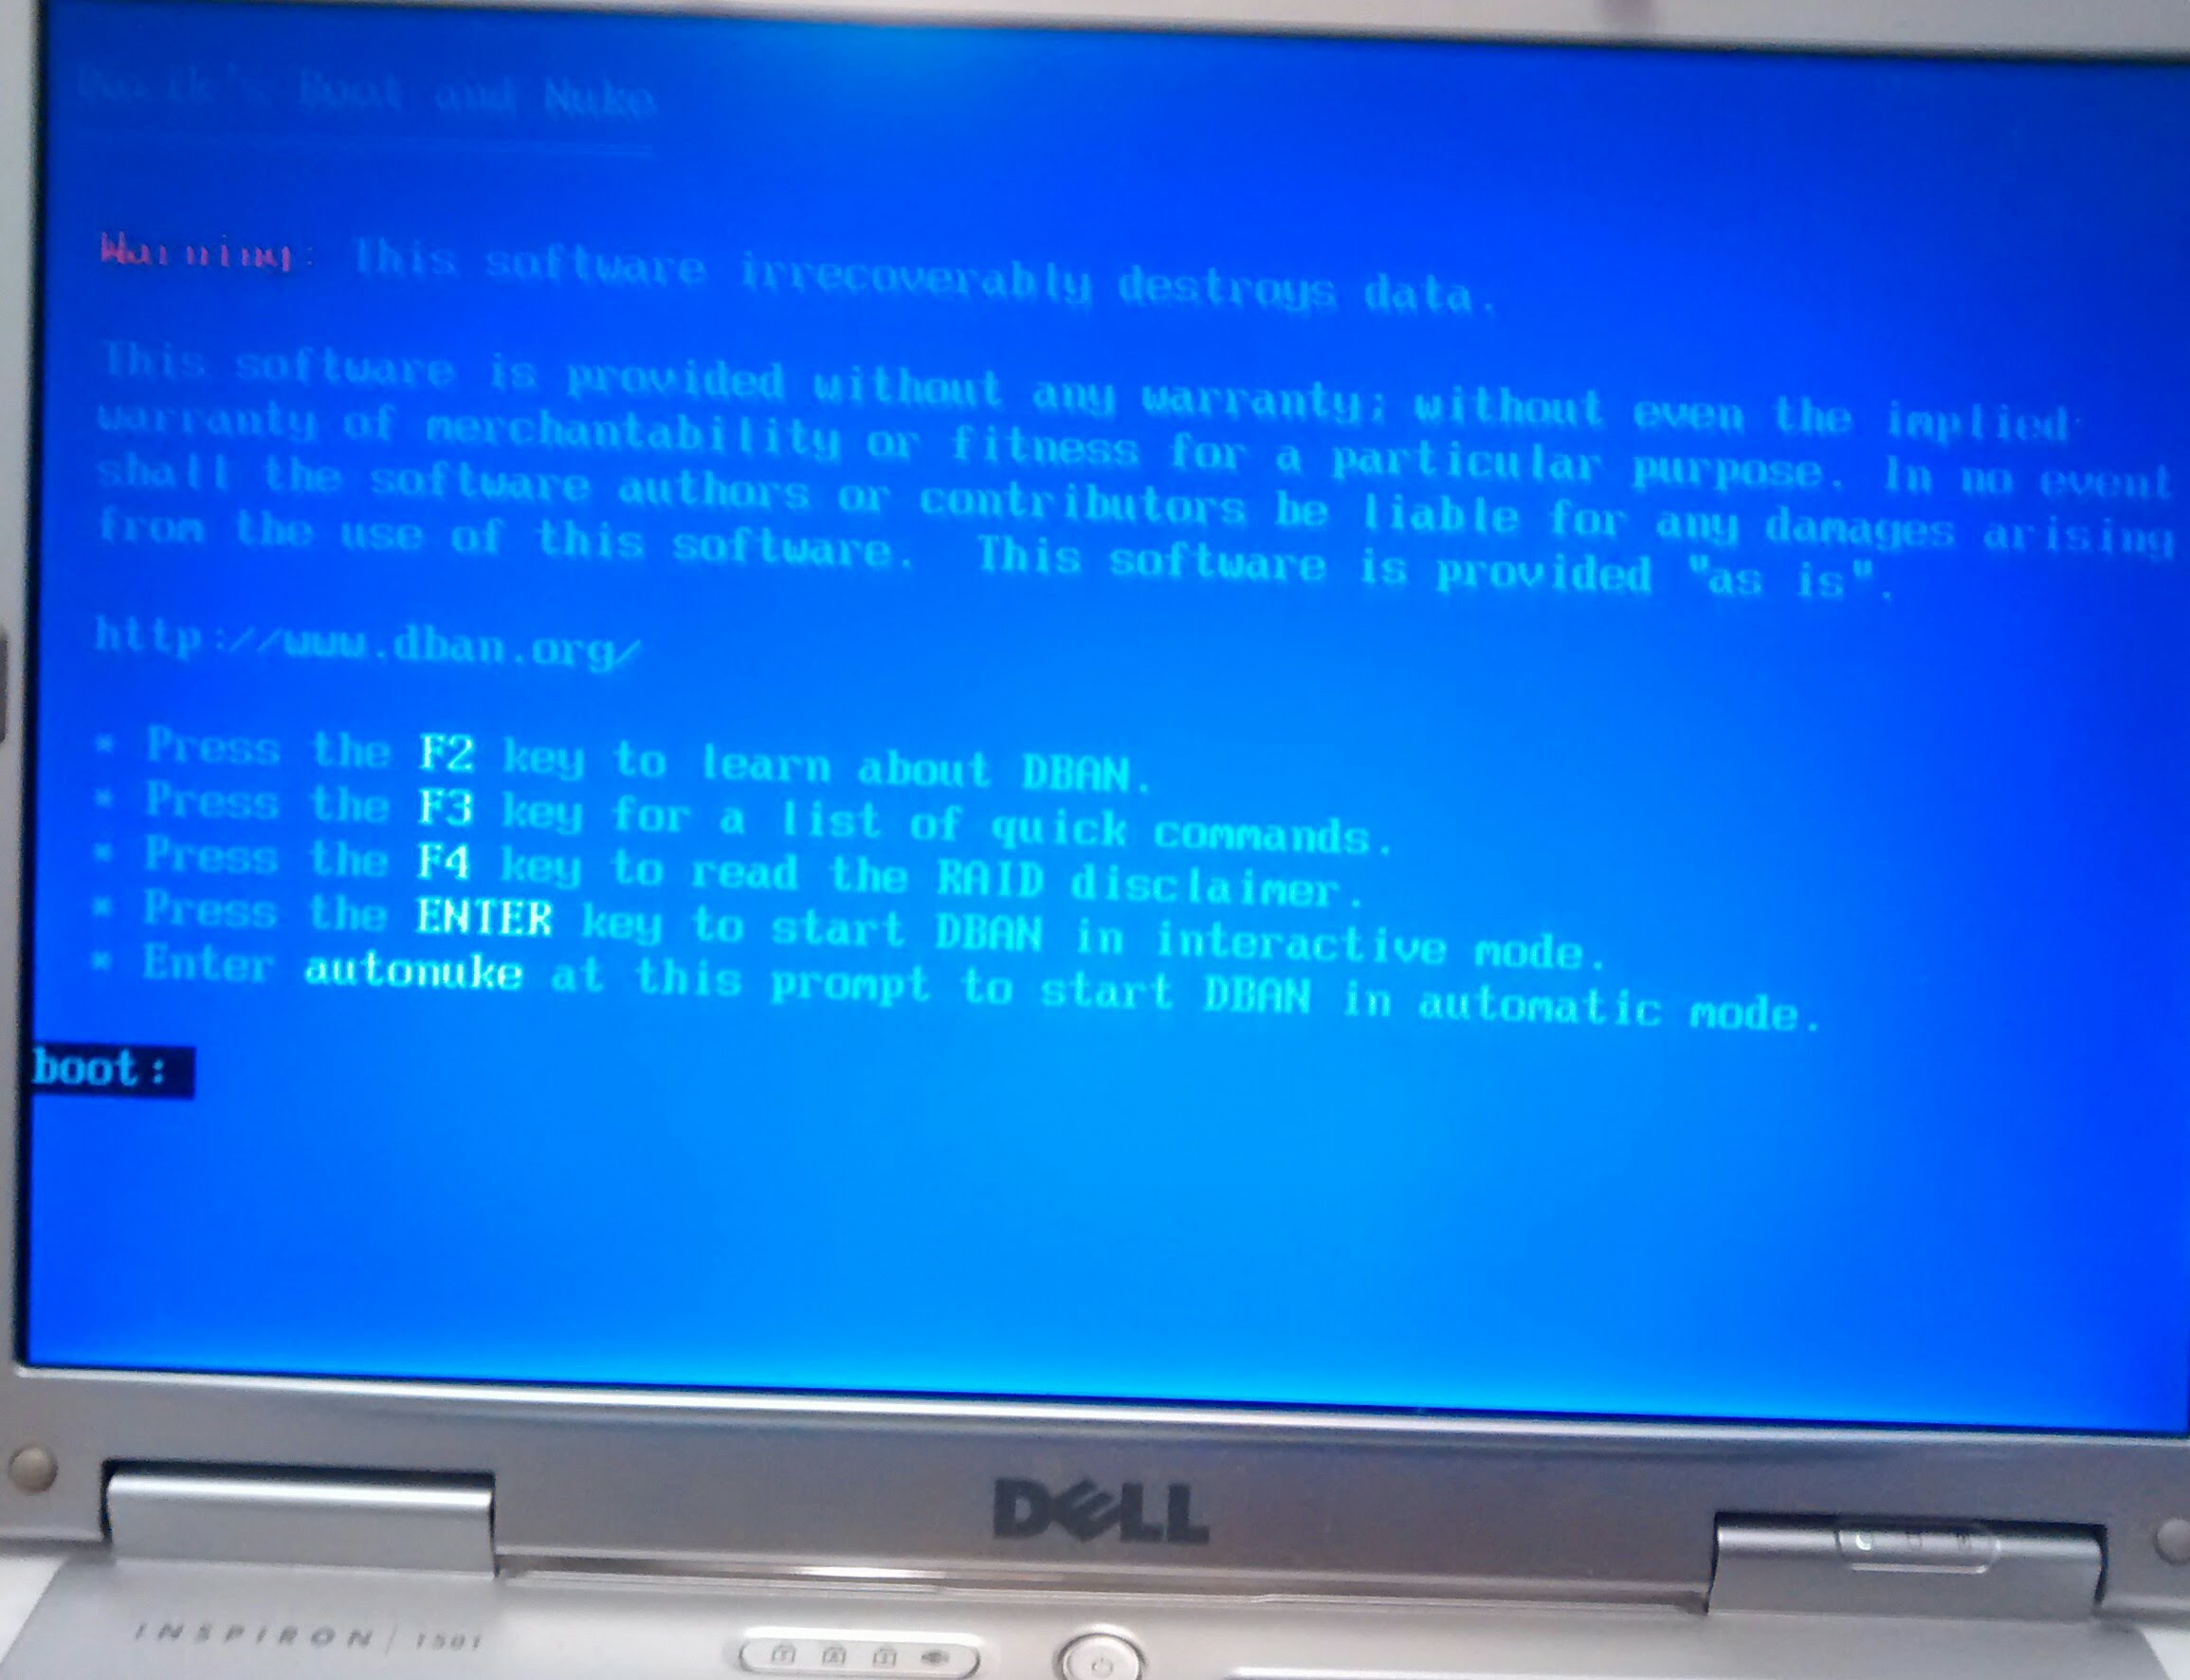 Darik's Boot and Nuke
Warning: This software irrecoverably destroys data.
This software is provided without any warranty; without even the implied
warranty of merchantability or fitness for a particular purpose. In no event
shall the software authors or contributors be liable for any damages arising
from the use of this software.  This software is provided "as is".
http://www.dban.org/
* Press the F2 key to learn about DBAN.
* Press the F3 key for a list of quick commands.
* Press the F4 key to read the RAID disclaimer.
* Press the ENTER key to start DBAN in interactive mode.
* Enter autonuke at this prompt to start DBAN in automatic mode.
boot:
DELL
INSPIRON / 1501